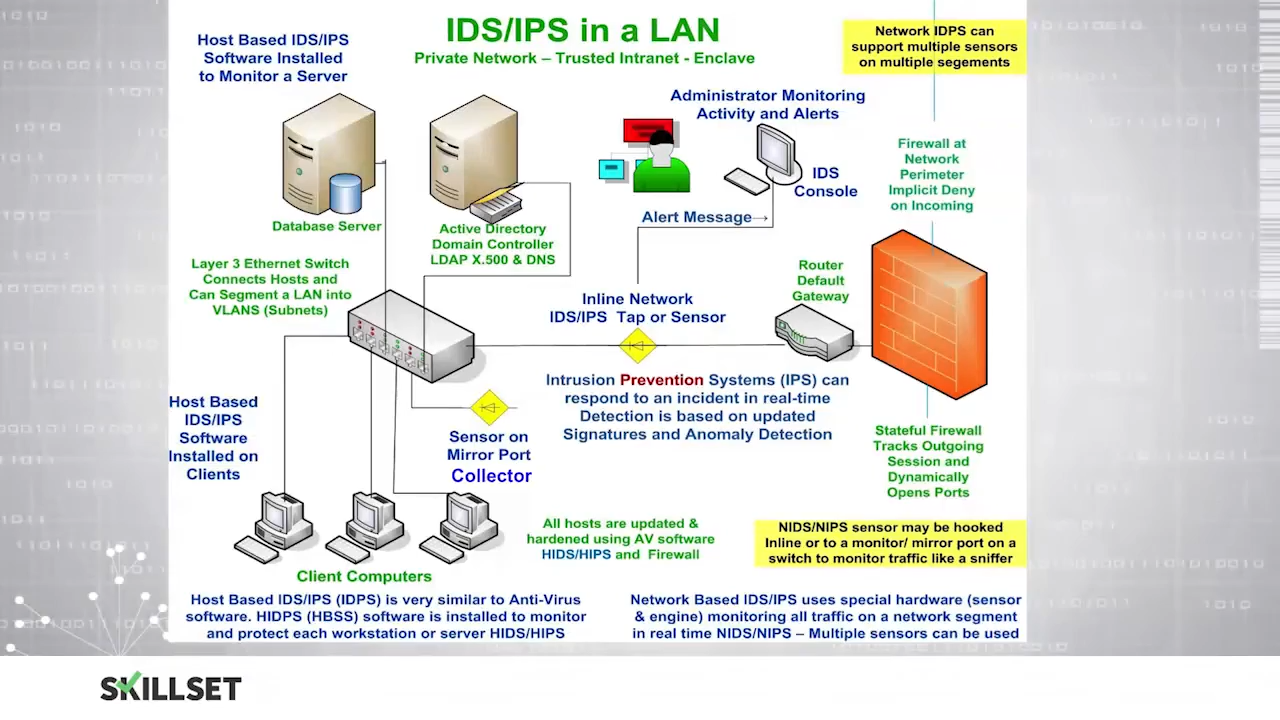 IDS/IPS in a LAN
Private Network – Trusted Intranet - Enclave
Host Based IDS/IPS
Software Installed
to Monitor a Server
Network IDPS can
support multiple sensors
on multiple segements
Administrator Monitoring
Activity and Alerts
IDS
Console
Alert Message→
Firewall at
Network
Perimeter
Implicit Deny
on Incoming
Database Server
Active Directory
Domain Controller
LDAP X.500 & DNS
Layer 3 Ethernet Switch
Connects Hosts and
Can Segment a LAN into
VLANS (Subnets)
Inline Network
IDS/IPS Tap or Sensor
Router
Default
Gateway
Intrusion Prevention Systems (IPS) can
respond to an incident in real-time
Detection is based on updated
Signatures and Anomaly Detection
Host Based
IDS/IPS
Software
Installed on
Clients
Sensor on
Mirror Port
Collector
Stateful Firewall
Tracks Outgoing
Session and
Dynamically
Opens Ports
All hosts are updated &
hardened using AV software
HIDS/HIPS and Firewall
NIDS/NIPS sensor may be hooked
Inline or to a monitor/ mirror port on a
switch to monitor traffic like a sniffer
Client Computers
Host Based IDS/IPS (IDPS) is very similar to Anti-Virus
software. HIDPS (HBSS) software is installed to monitor
and protect each workstation or server HIDS/HIPS
Network Based IDS/IPS uses special hardware (sensor
& engine) monitoring all traffic on a network segment
in real time NIDS/NIPS – Multiple sensors can be used
SKILLSET